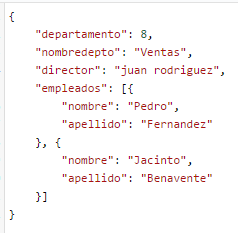 {
    "departamento": 8,
    "nombredepto": "Ventas",
    "director": "juan rodriguez",
    "empleados": [{
        "nombre": "Pedro",
        "apellido": "Fernandez"
    }, {
        "nombre": "Jacinto",
        "apellido": "Benavente"
    }]
}